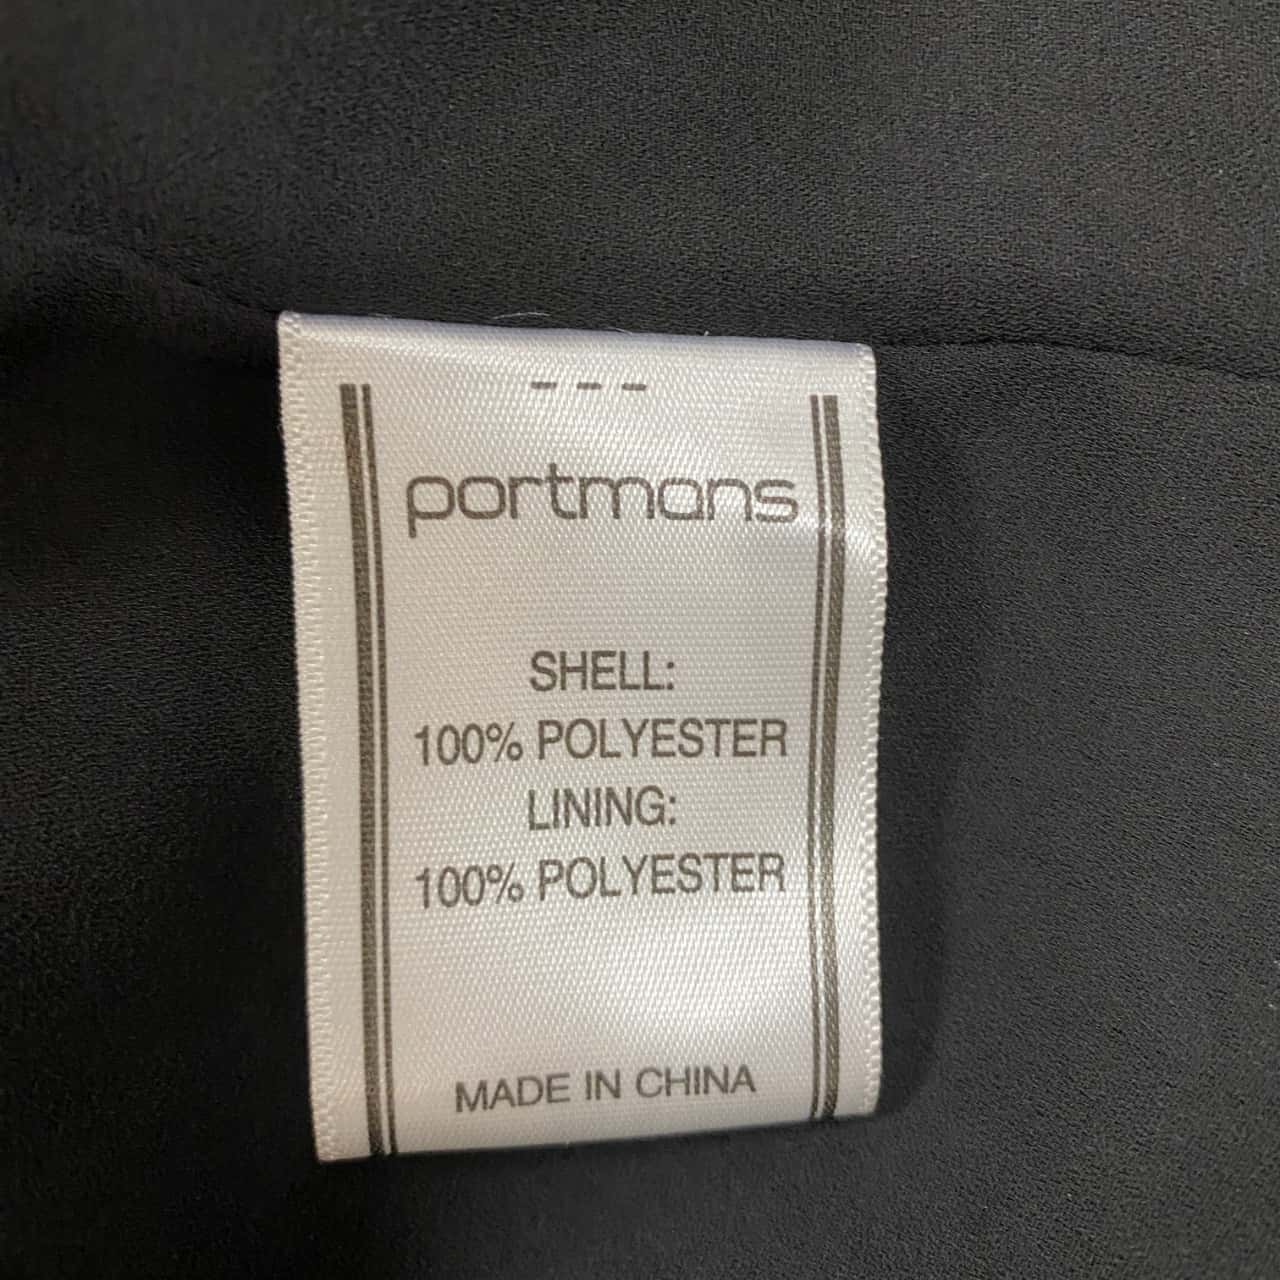 portmans
SHELL:
100% POLYESTER
LINING:
100% POLYESTER
MADE IN CHINA